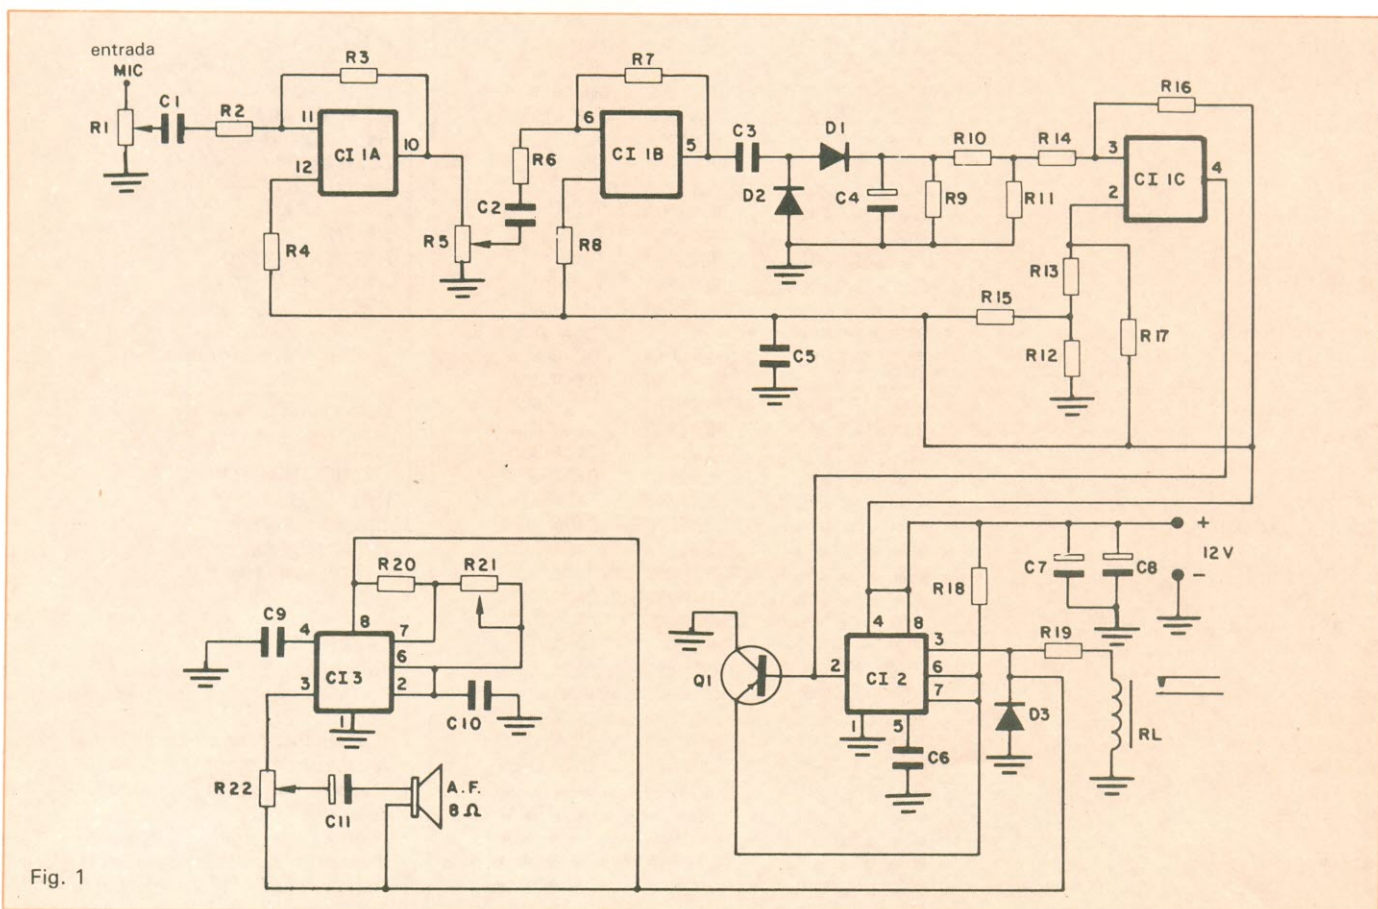 entrada
MIC
R1
C1
R2
R3
11
12
10
CI 1A
R4
R5
R6
C2
R7
6
5
CI 1B
R8
C3
D1
D2
C4
R9
R10
R11
R14
R16
3
2
4
CI 1C
R13
R15
R12
R17
C5
R20
R21
C9
4
8
7
6
3
2
1
CI3
C10
R22
C11
A.F.
8Ω
Q1
R18
C7
C8
+
12V
-
4
8
2
3
6
7
1
5
CI 2
C6
D3
R19
RL
Fig. 1